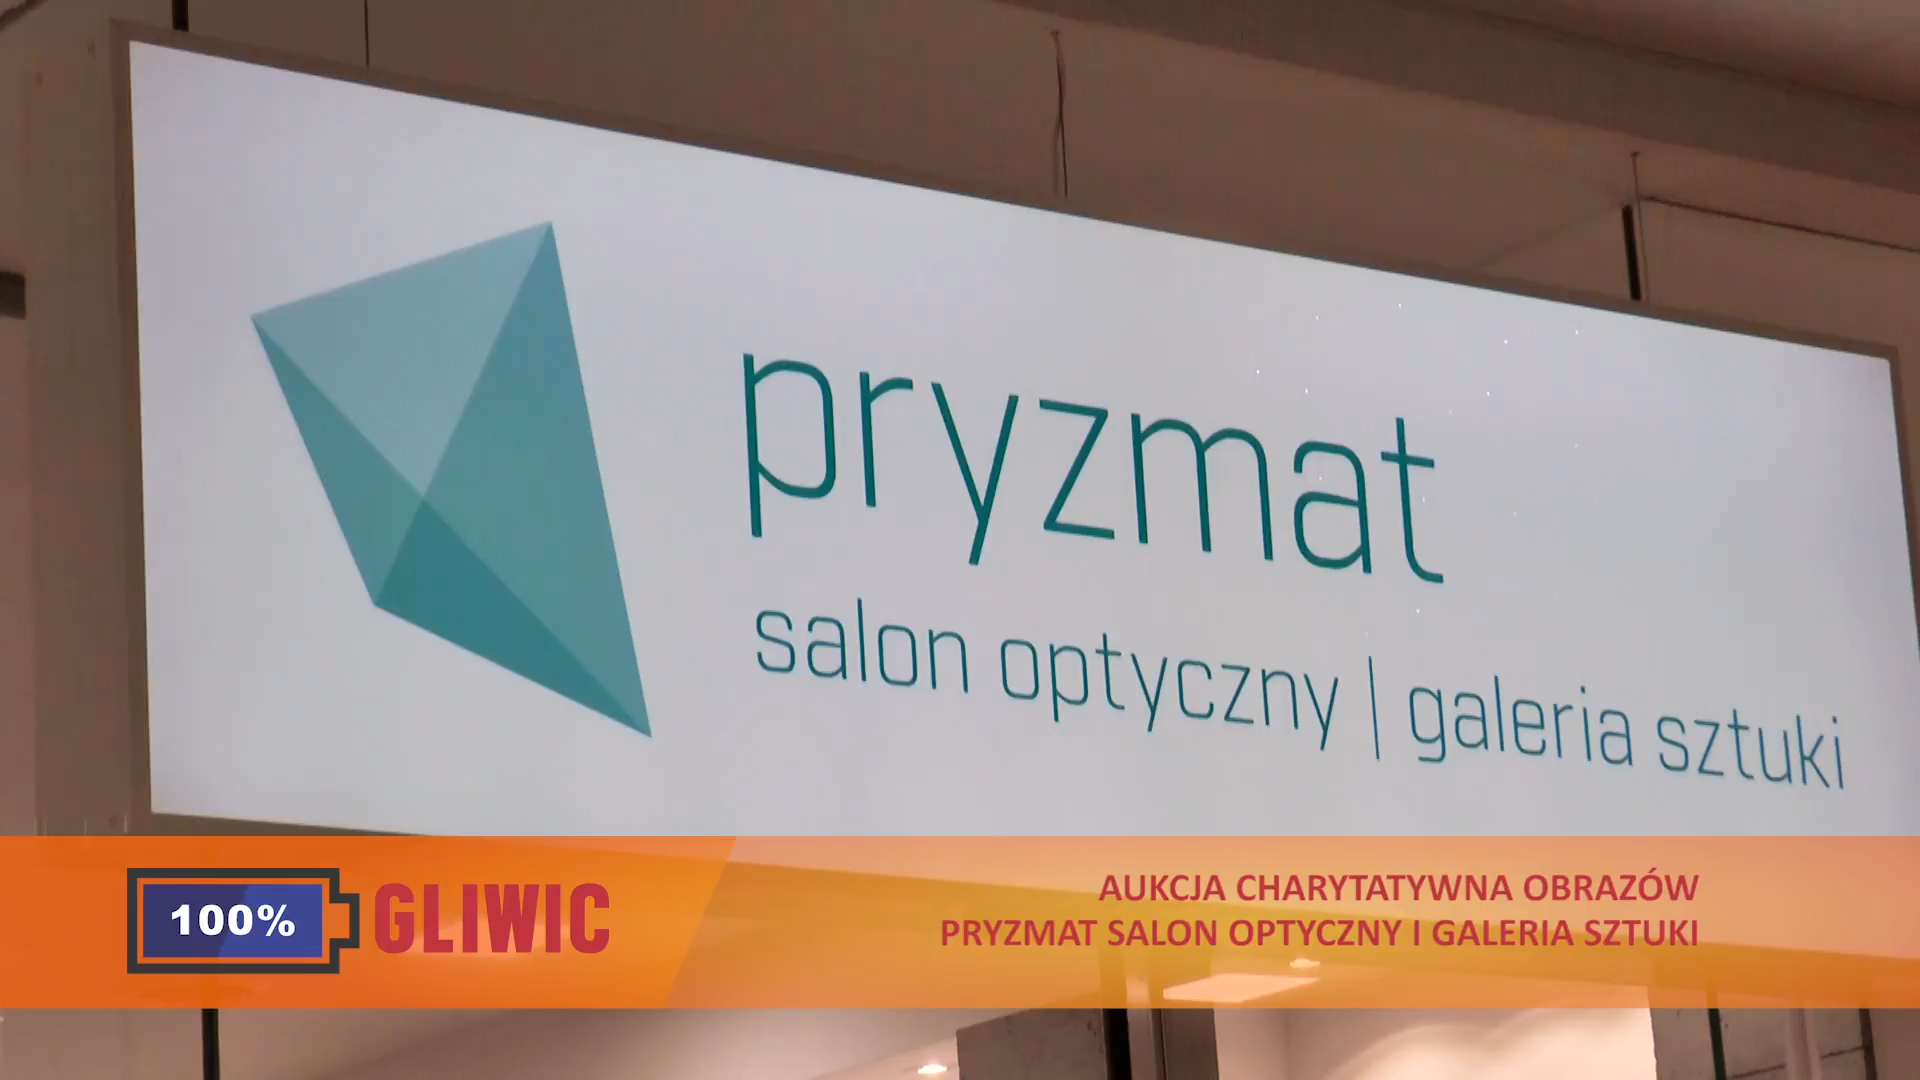 pryzmat
salon optyczny | galeria sztuki
100% GLIWIC
AUKCJA CHARYTATYWNA OBRAZÓW
PRYZMAT SALON OPTYCZNY I GALERIA SZTUKI